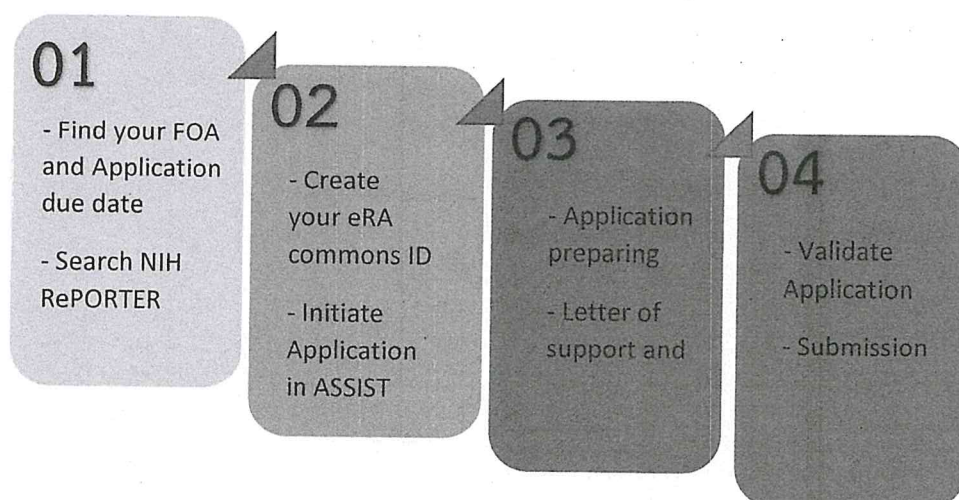 01
- Find your FOA
and Application
due date
- Search NIH
RePORTER
02
- Create
your eRA
commons ID
- Initiate
Application
in ASSIST
03
- Application
preparing
- Letter of
support and
04
- Validate
Application
- Submission